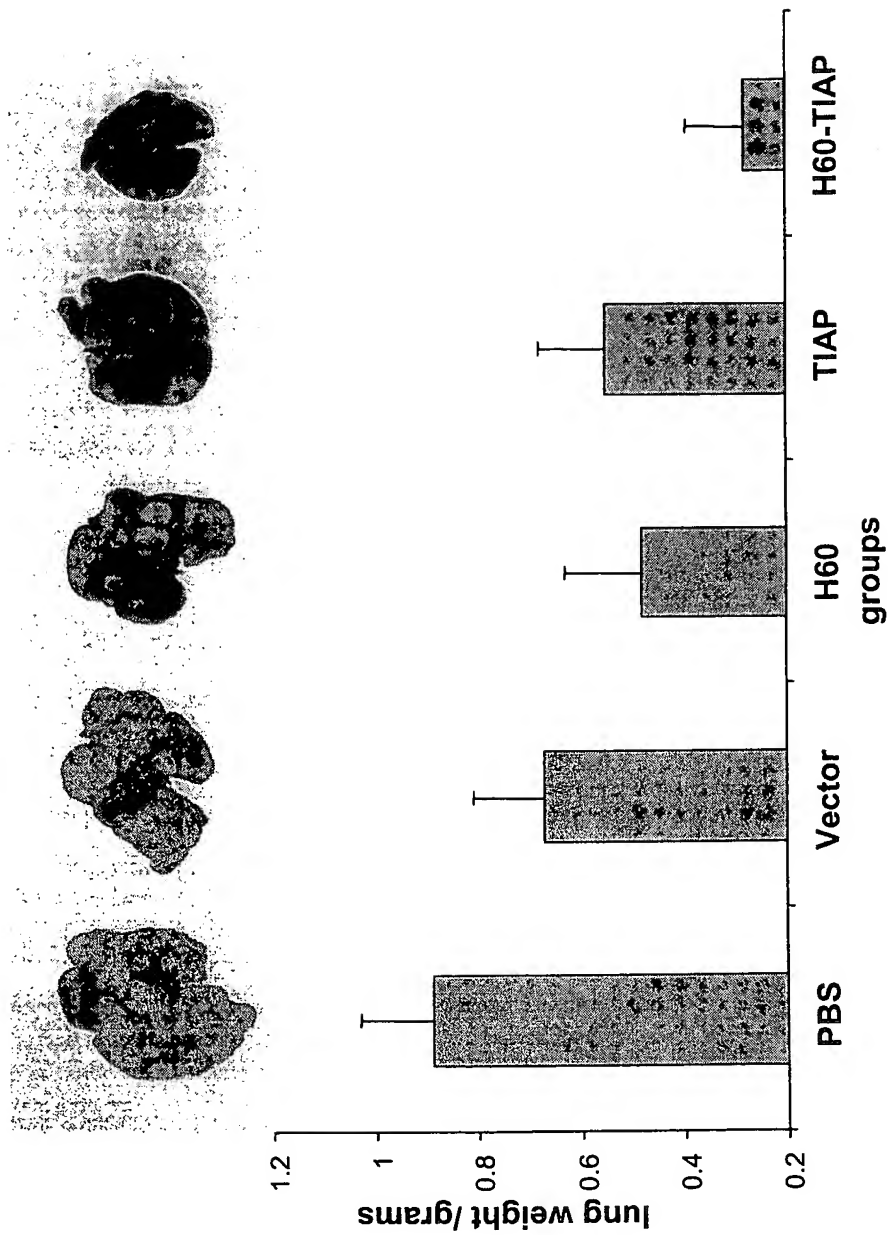 1.2
1
0.8
0.6
0.4
0.2
lung weight /grams
PBS
Vector
H60
TIAP
H60-TIAP
groups